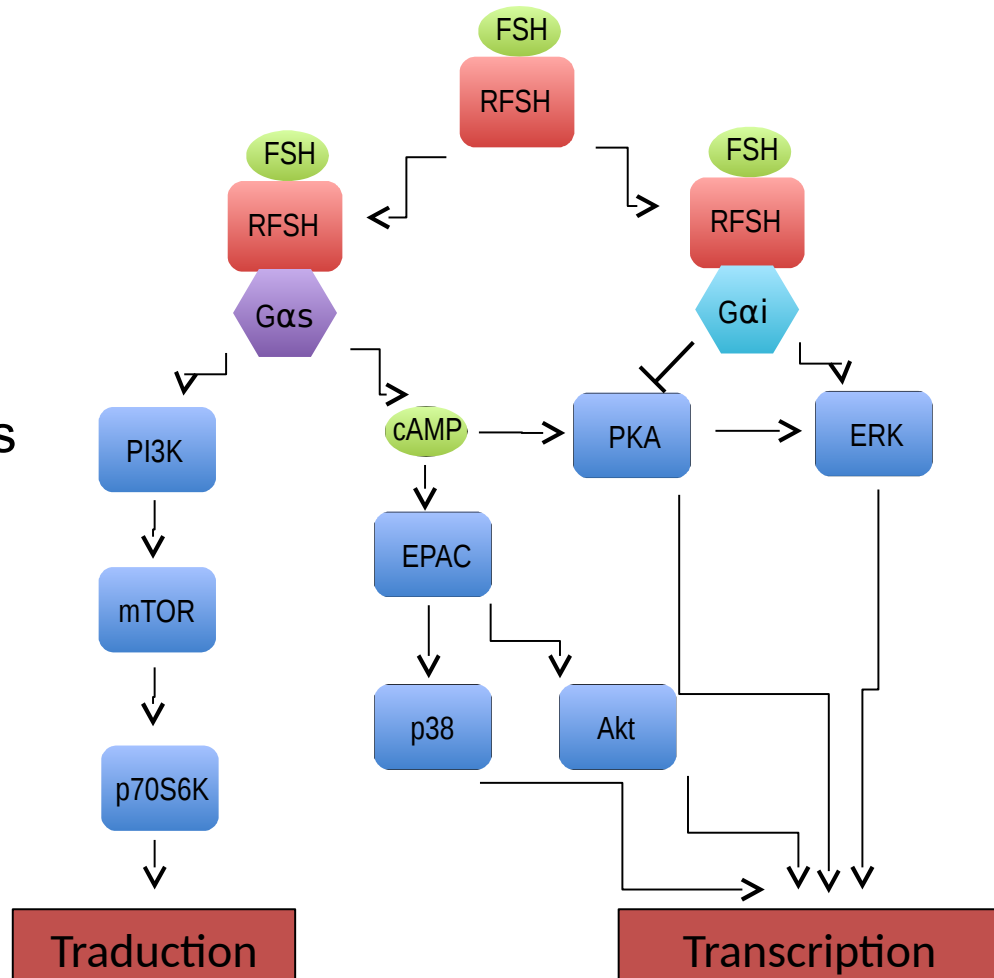 FSH
RFSH
FSH
RFSH
Gαs
FSH
RFSH
Gαi
s
PI3K
cAMP
PKA
ERK
EPAC
mTOR
p38
Akt
p70S6K
Traduction
Transcription